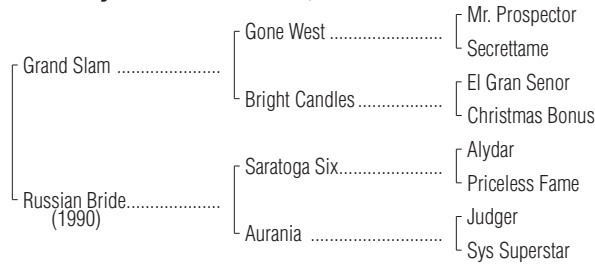 Mr. Prospector
Gone West ....................
Secrettame
Grand Slam ....................
El Gran Senor
Bright Candles ................
Christmas Bonus
Alydar
Saratoga Six....................
Priceless Fame
Russian Bride..................
(1990)
Judger
Aurania .........................
Sys Superstar